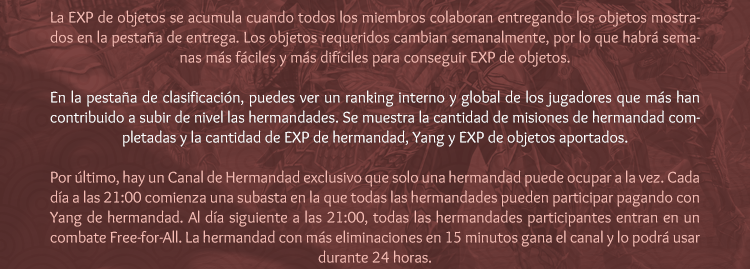 La EXP de objetos se acumula cuando todos los miembros colaboran entregando los objetos mostra-
dos en la pestaña de entrega. Los objetos requeridos cambian semanalmente, por lo que habrá sema-
nas más fáciles y más difíciles para conseguir EXP de objetos.
En la pestaña de clasificación, puedes ver un ranking interno y global de los jugadores que más han
contribuido a subir de nivel las hermandades. Se muestra la cantidad de misiones de hermandad com-
pletadas y la cantidad de EXP de hermandad, Yang y EXP de objetos aportados.
Por último, hay un Canal de Hermandad exclusivo que solo una hermandad puede ocupar a la vez. Cada
día a las 21:00 comienza una subasta en la que todas las hermandades pueden participar pagando con
Yang de hermandad. Al día siguiente a las 21:00, todas las hermandades participantes entran en un
combate Free-for-All. La hermandad con más eliminaciones en 15 minutos gana el canal y lo podrá usar
durante 24 horas.